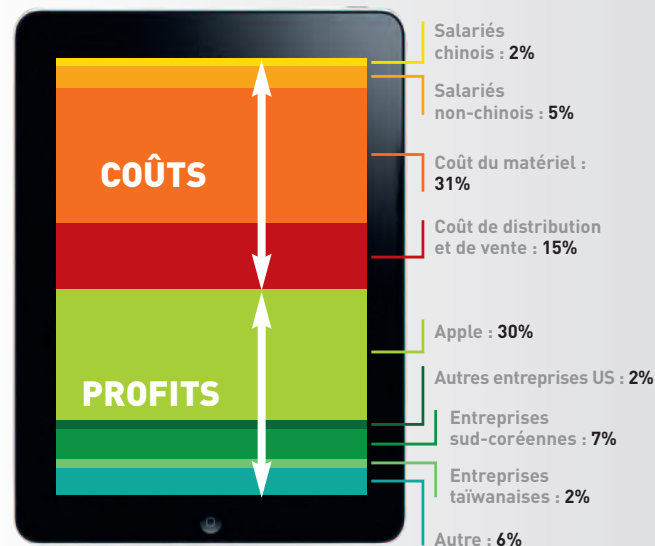 Salariés
chinois : 2%
Salariés
non-chinois : 5%
COÛTS
Coût du matériel :
31%
Coût de distribution
et de vente : 15%
Apple : 30%
PROFITS
Autres entreprises US : 2%
Entreprises
sud-coréennes : 7%
Entreprises
taïwanaises : 2%
Autre : 6%